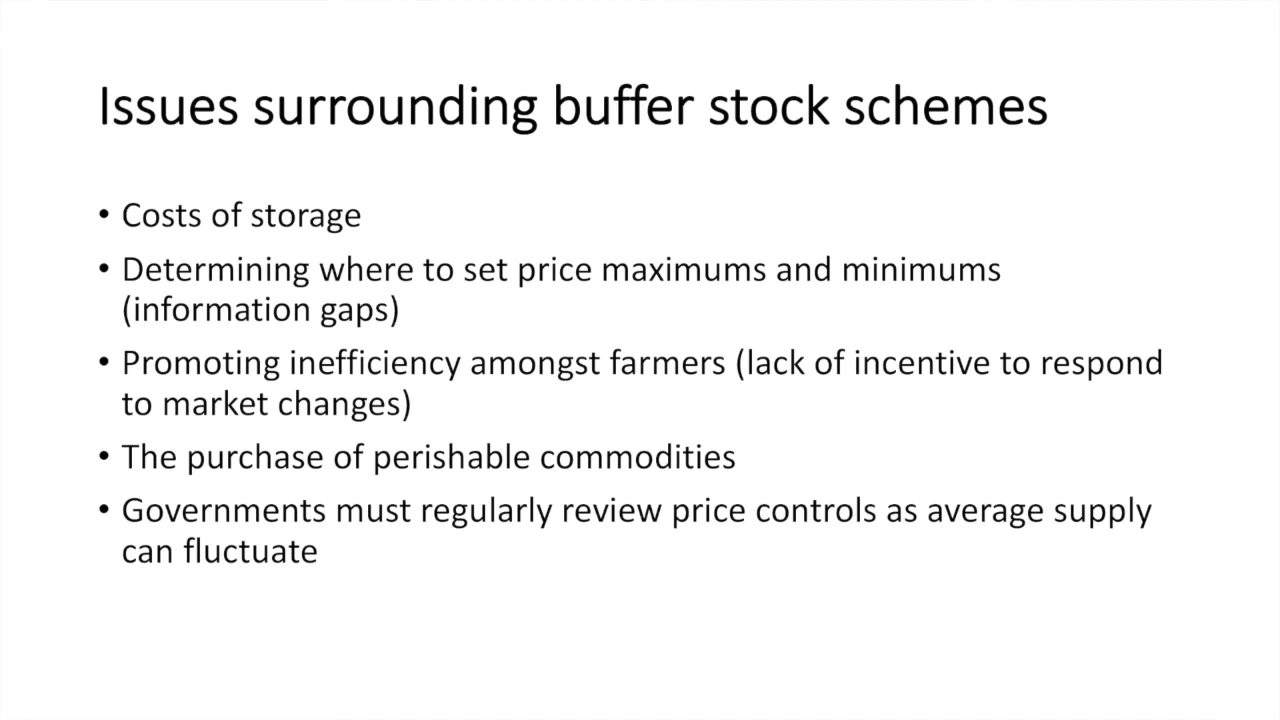 Issues surrounding buffer stock schemes
• Costs of storage
• Determining where to set price maximums and minimums
(information gaps)
• Promoting inefficiency amongst farmers (lack of incentive to respond
to market changes)
• The purchase of perishable commodities
• Governments must regularly review price controls as average supply
can fluctuate